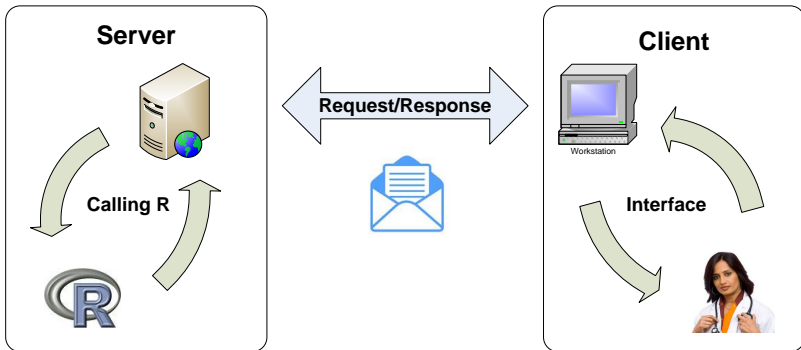 Server
Client
Request/Response
Workstation
Calling R
Interface
R